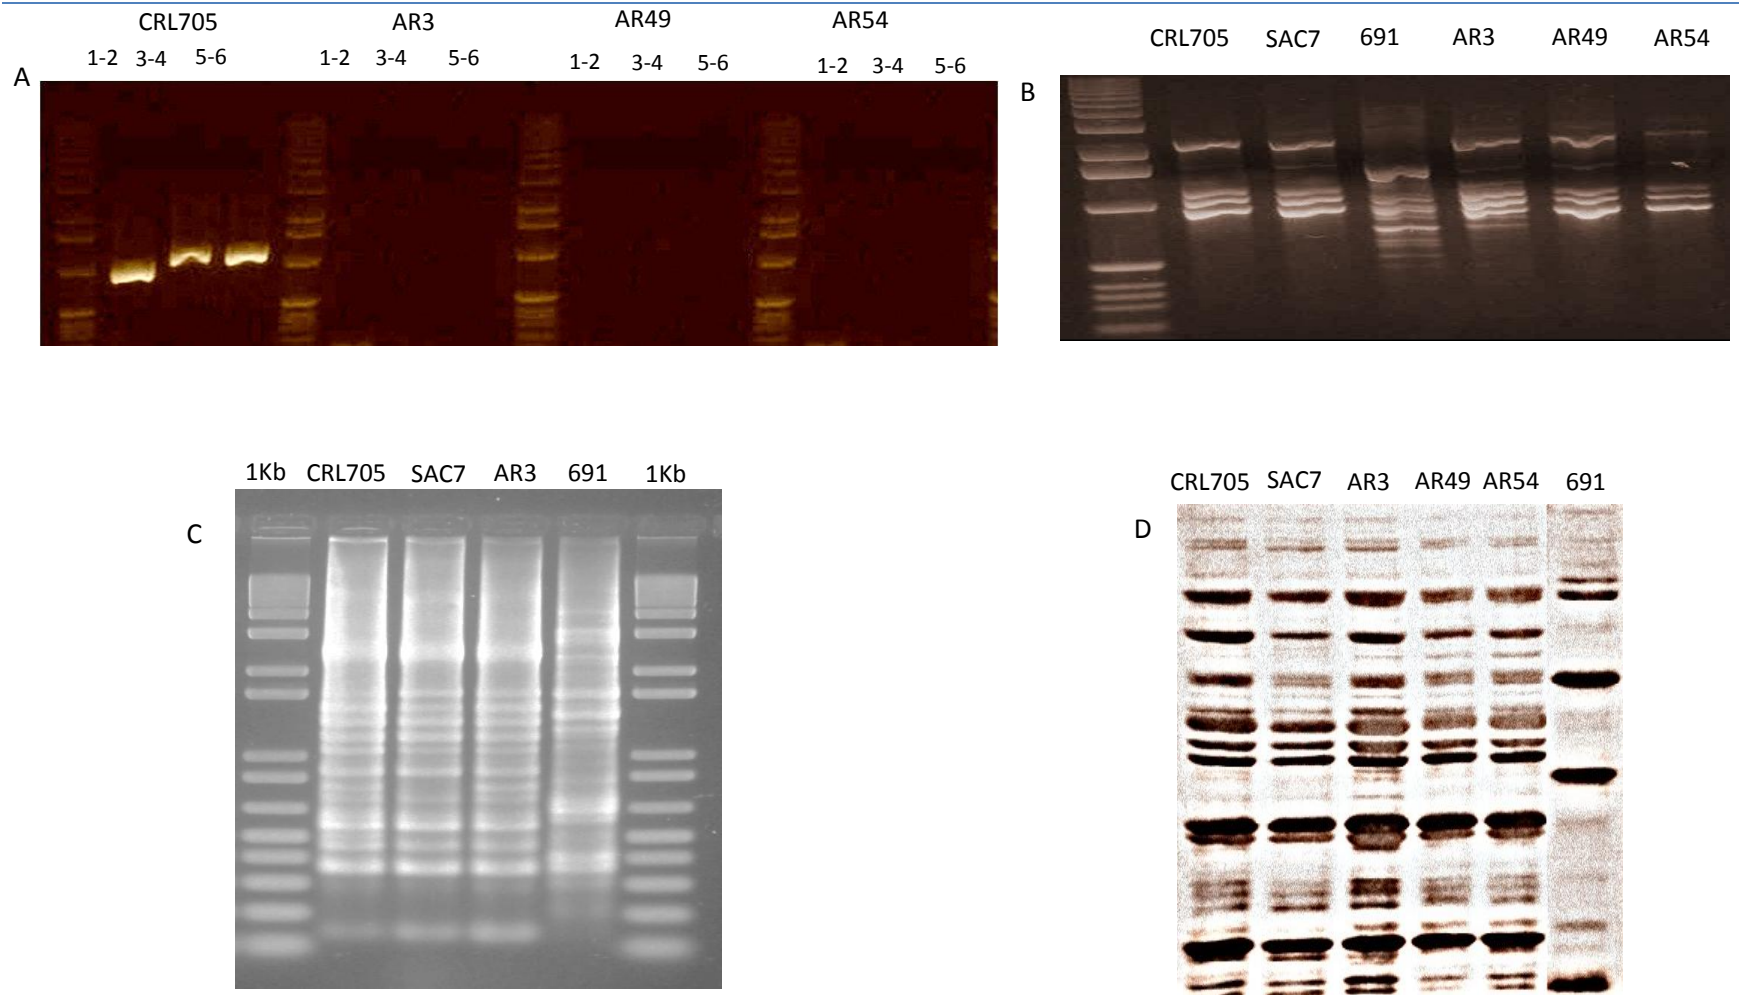 CRL705 AR3 AR49 AR54
1-2 3-4 5-6 1-2 3-4 5-6 1-2 3-4 5-6 1-2 3-4 5-6
A
CRL705 SAC7 691 AR3 AR49 AR54
B
1Kb CRL705 SAC7 AR3 691 1Kb
C
CRL705 SAC7 AR3 AR49 AR54 691
D